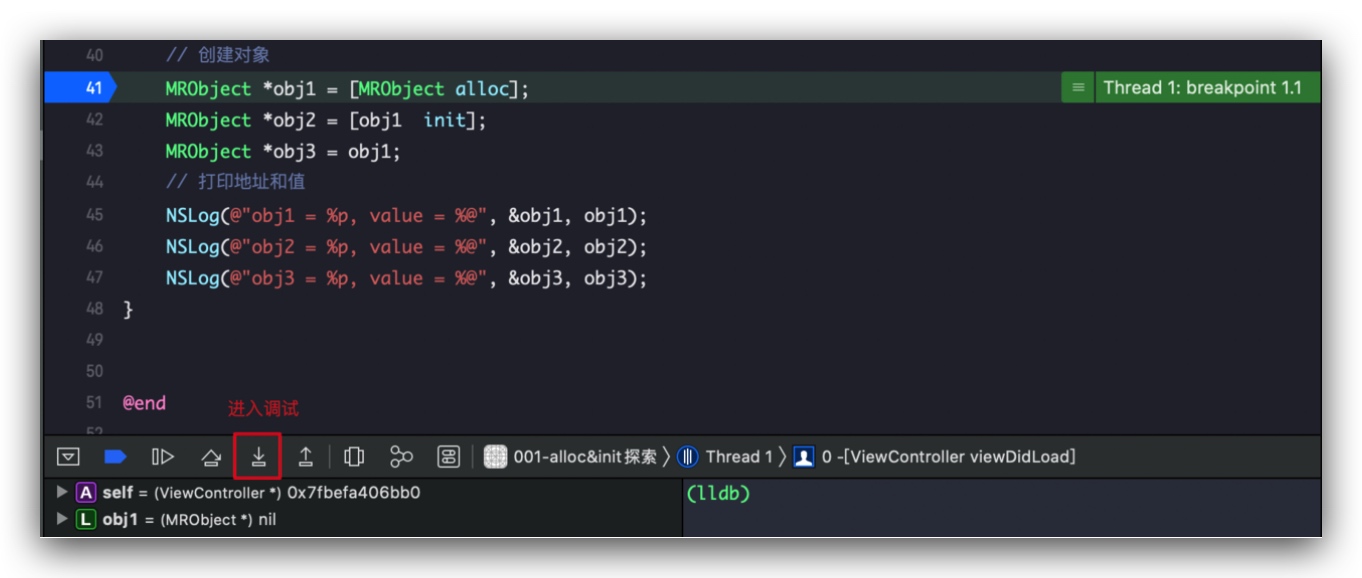 40 // 创建对象
41 MRObject *obj1 = [MRObject alloc]; Thread 1: breakpoint 1.1
42 MRObject *obj2 = [obj1  init];
43 MRObject *obj3 = obj1;
44 // 打印地址和值
45 NSLog(@"obj1 = %p, value = %@", &obj1, obj1);
46 NSLog(@"obj2 = %p, value = %@", &obj2, obj2);
47 NSLog(@"obj3 = %p, value = %@", &obj3, obj3);
48 }
49
50
51 @end
进入调试
52
001-alloc&init探索 〉 Thread 1 〉 0 -[ViewController viewDidLoad]
A self = (ViewController *) 0x7fbefa406bb0
L obj1 = (MRObject *) nil
(lldb)